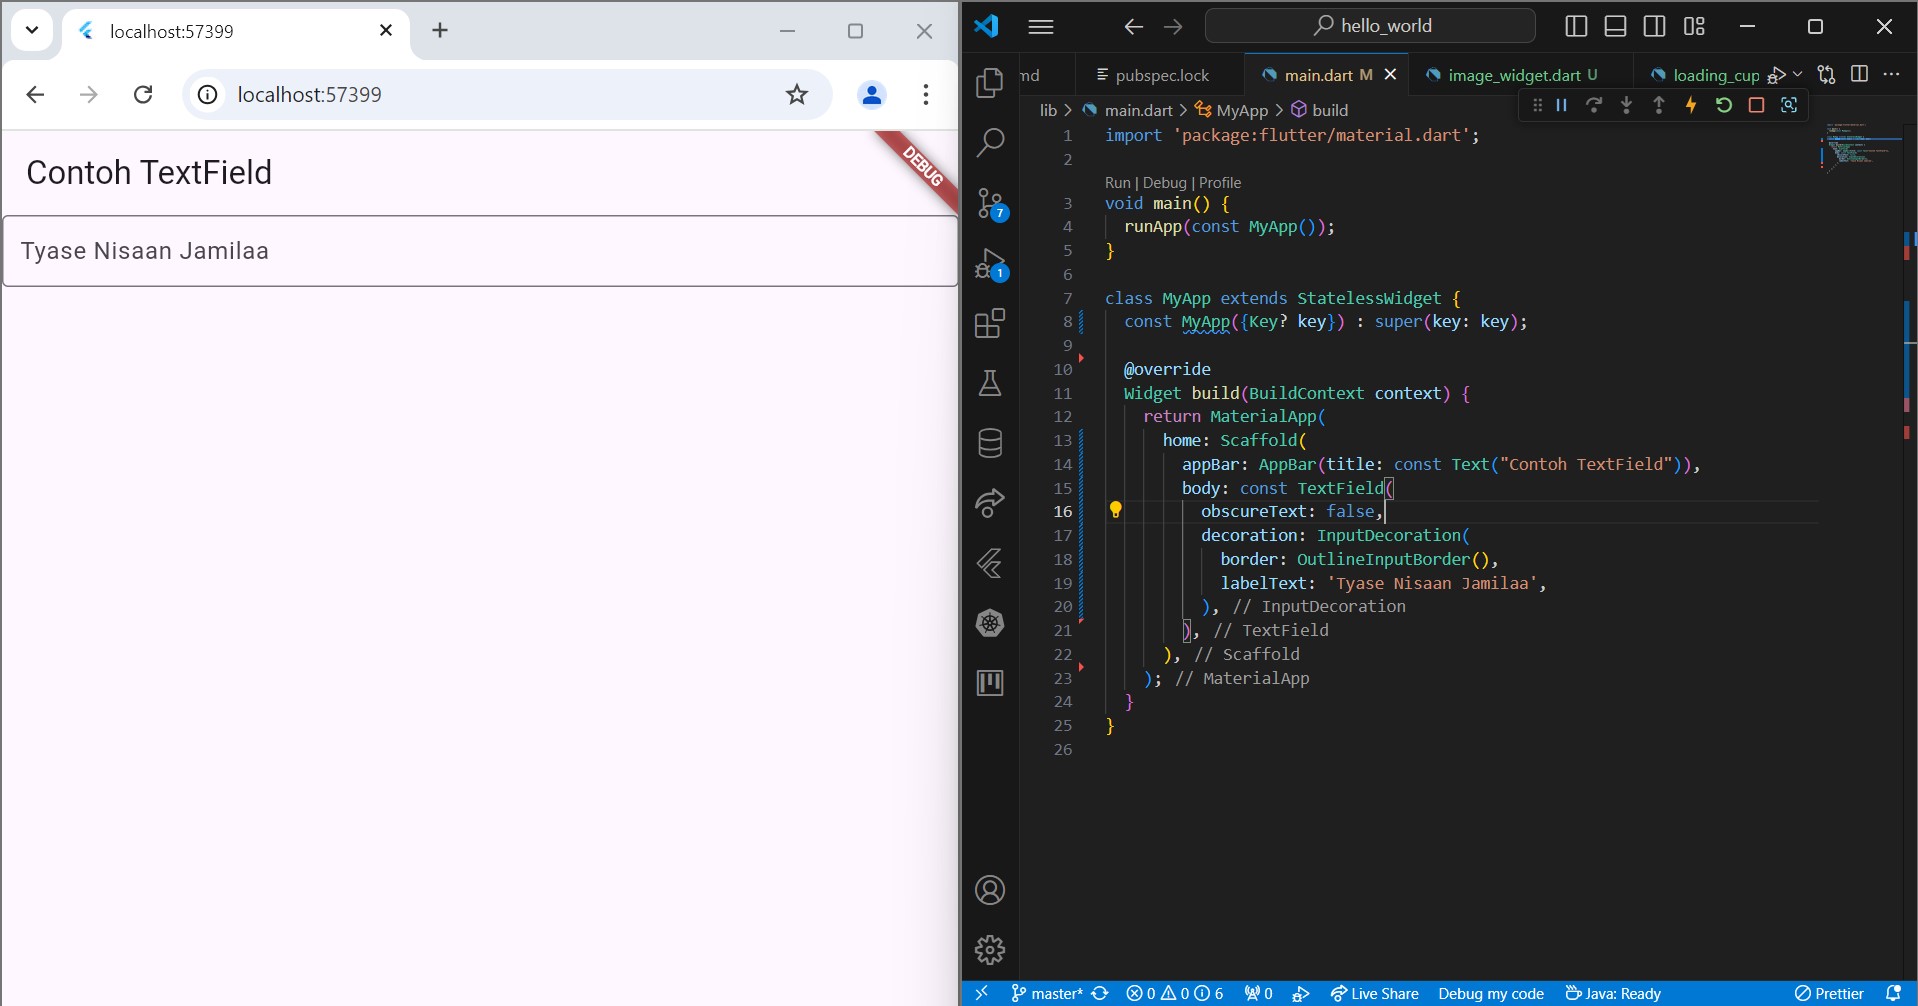 localhost:57399
localhost:57399
Contoh TextField
DEBUG
Tyase Nisaan Jamilaa
hello_world
md
pubspec.lock
main.dart M
image_widget.dart U
loading_cup
lib > main.dart > MyApp > build
1 import 'package:flutter/material.dart';
2
Run | Debug | Profile
3 void main() {
4 runApp(const MyApp());
5 }
6
7 class MyApp extends StatelessWidget {
8 const MyApp({Key? key}) : super(key: key);
9
10 @override
11 Widget build(BuildContext context) {
12 return MaterialApp(
13 home: Scaffold(
14 appBar: AppBar(title: const Text("Contoh TextField")),
15 body: const TextField(
16 obscureText: false,
17 decoration: InputDecoration(
18 border: OutlineInputBorder(),
19 labelText: 'Tyase Nisaan Jamilaa',
20 ), // InputDecoration
21 ), // TextField
22 ), // Scaffold
23 ); // MaterialApp
24 }
25 }
26
7
1
master* 0 0 6 0 Live Share Debug my code Java: Ready Prettier